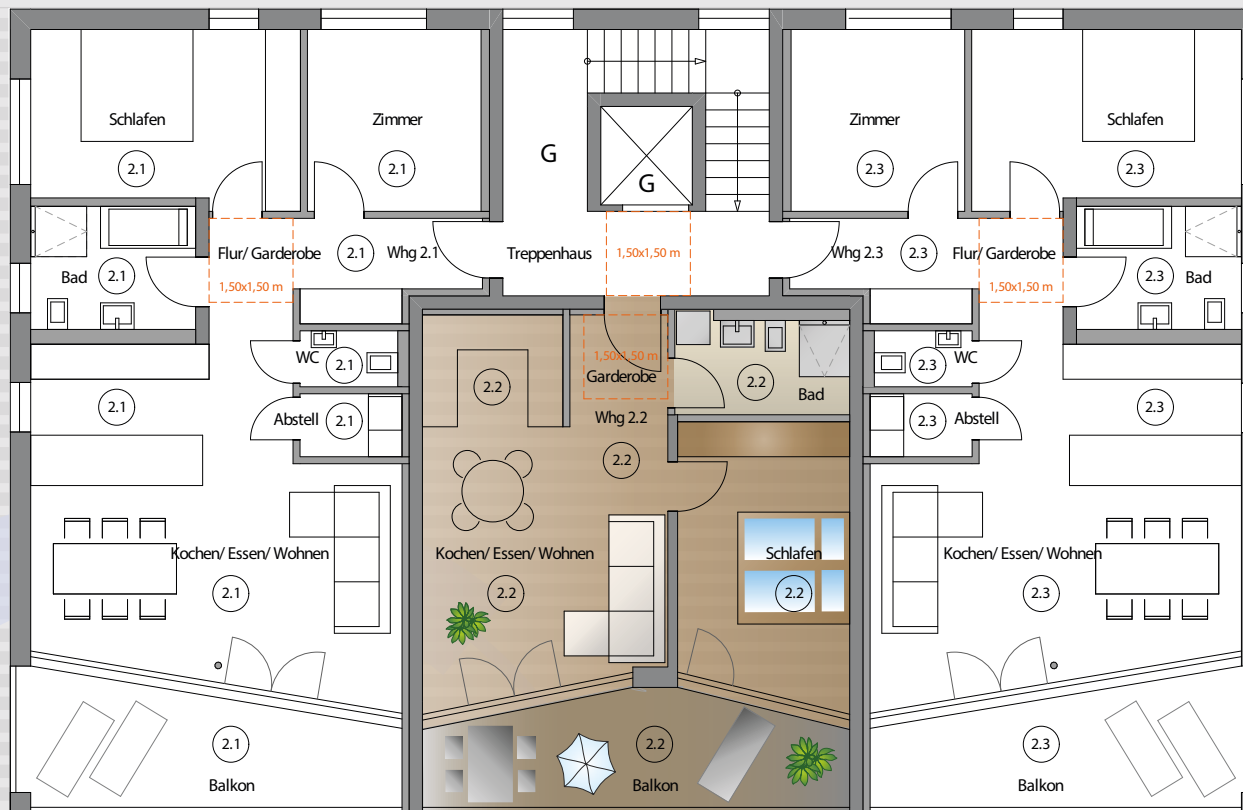 Schlafen
2.1
Zimmer
2.1
G
G
Zimmer
2.3
Schlafen
2.3
Flur/ Garderobe
2.1
Whg 2.1
1,50x1,50 m
Treppenhaus
1,50x1,50 m
Whg 2.3
2.3
Flur/ Garderobe
1,50x1,50 m
Bad
2.1
2.3
Bad
WC
2.1
1,50x1,50 m
Garderobe
2.2
2.2
Bad
2.3
WC
2.1
Abstell
2.1
Whg 2.2
2.2
2.3
Abstell
2.3
Kochen/ Essen/ Wohnen
2.1
Kochen/ Essen/ Wohnen
2.2
Schlafen
2.2
Kochen/ Essen/ Wohnen
2.3
2.1
Balkon
2.2
Balkon
2.3
Balkon